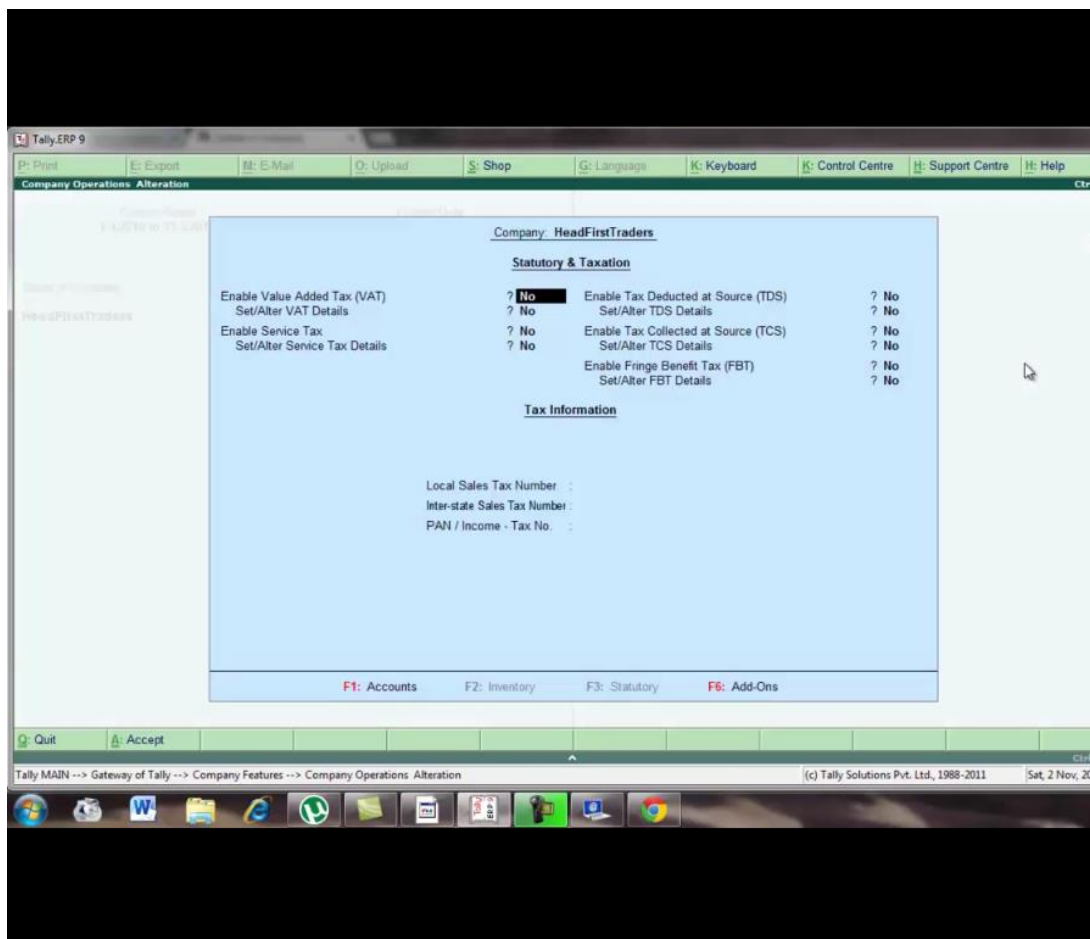 Tally.ERP 9
P: Print E: Export M: E-Mail O: Upload S: Shop G: Language K: Keyboard K: Control Centre H: Support Centre H: Help
Company Operations Alteration Ctr
Company: HeadFirstTraders
Statutory & Taxation
Enable Value Added Tax (VAT) ? No Enable Tax Deducted at Source (TDS) ? No
Set/Alter VAT Details ? No Set/Alter TDS Details ? No
Enable Service Tax ? No Enable Tax Collected at Source (TCS) ? No
Set/Alter Service Tax Details ? No Set/Alter TCS Details ? No
HeadFirstTraders
Enable Fringe Benefit Tax (FBT) ? No
Set/Alter FBT Details ? No
Tax Information
Local Sales Tax Number :
Inter-state Sales Tax Number :
PAN / Income - Tax No. :
F1: Accounts F2: Inventory F3: Statutory F6: Add-Ons
Q: Quit A: Accept
Tally MAIN --> Gateway of Tally --> Company Features --> Company Operations Alteration (c) Tally Solutions Pvt. Ltd., 1988-2011 Sat, 2 Nov, 20